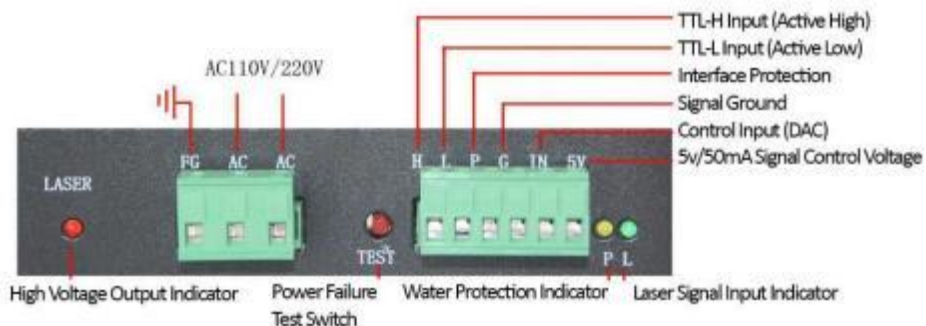 TTL-H Input (Active High)
TTL-L Input (Active Low)
AC110V/220V
Interface Protection
Signal Ground
Control Input (DAC)
5v/50mA Signal Control Voltage
FG AC AC
H L P G IN 5V
LASER
TEST
P L
High Voltage Output Indicator
Power Failure
Test Switch
Water Protection Indicator
Laser Signal Input Indicator